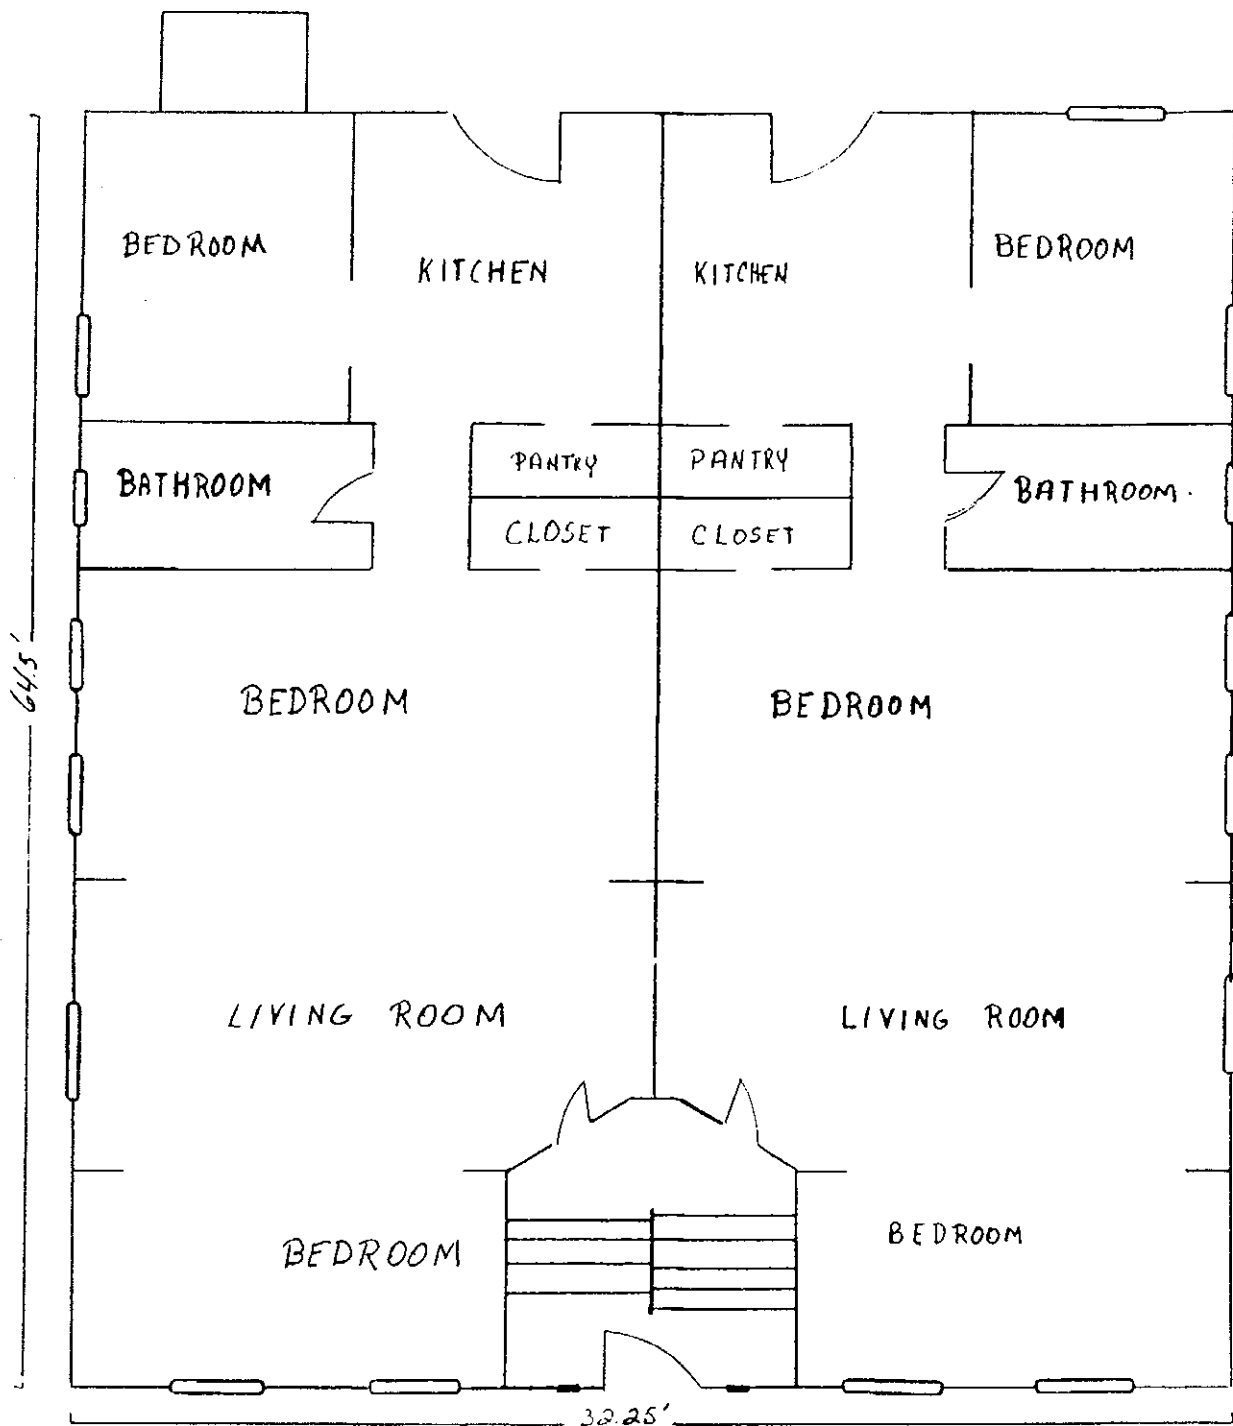 BEDROOM
KITCHEN
KITCHEN
BEDROOM
BATHROOM
PANTRY
PANTRY
BATHROOM.
CLOSET
CLOSET
64.5'
BEDROOM
BEDROOM
LIVING ROOM
LIVING ROOM
BEDROOM
BEDROOM
32.25'